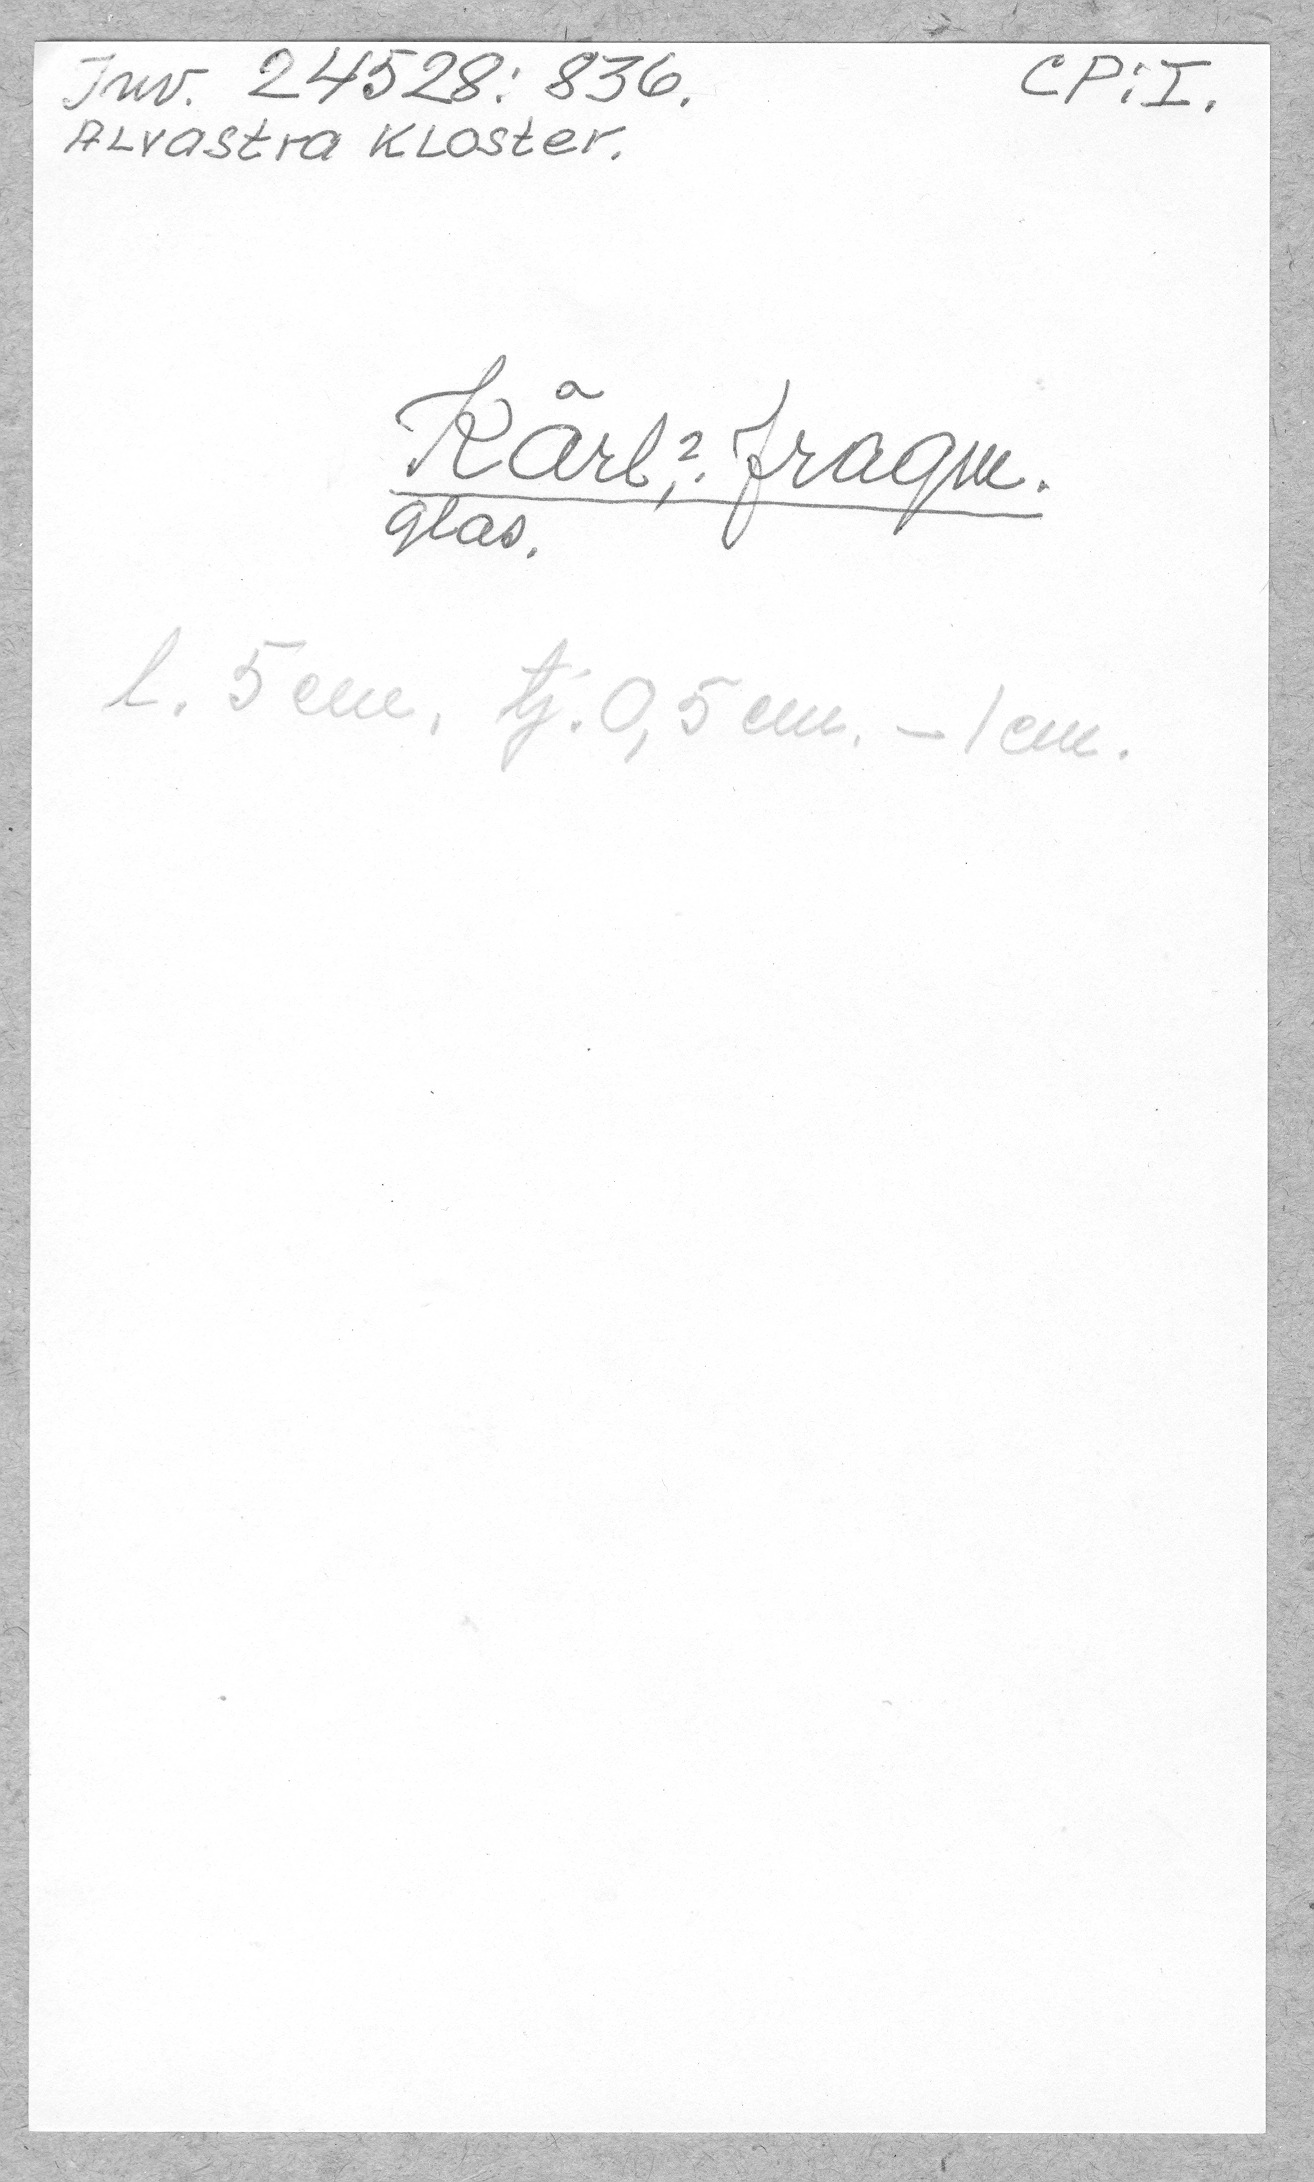 Inv. 24528: 836. CP:I.
Alvastra Kloster.
Kärl,?. fragm.
glas.
l. 5 cm. tj. 0,5 cm. – 1 cm.